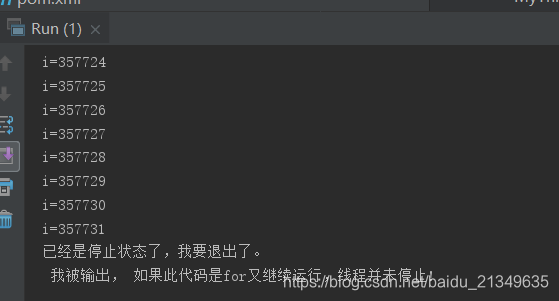 pom.xml
Run (1)
i=357724
i=357725
i=357726
i=357727
i=357728
i=357729
i=357730
i=357731
已经是停止状态了，我要退出了。
我被输出， 如果此代码是for又继续运行，线程并未停止！
https://blog.csdn.net/baidu_21349635